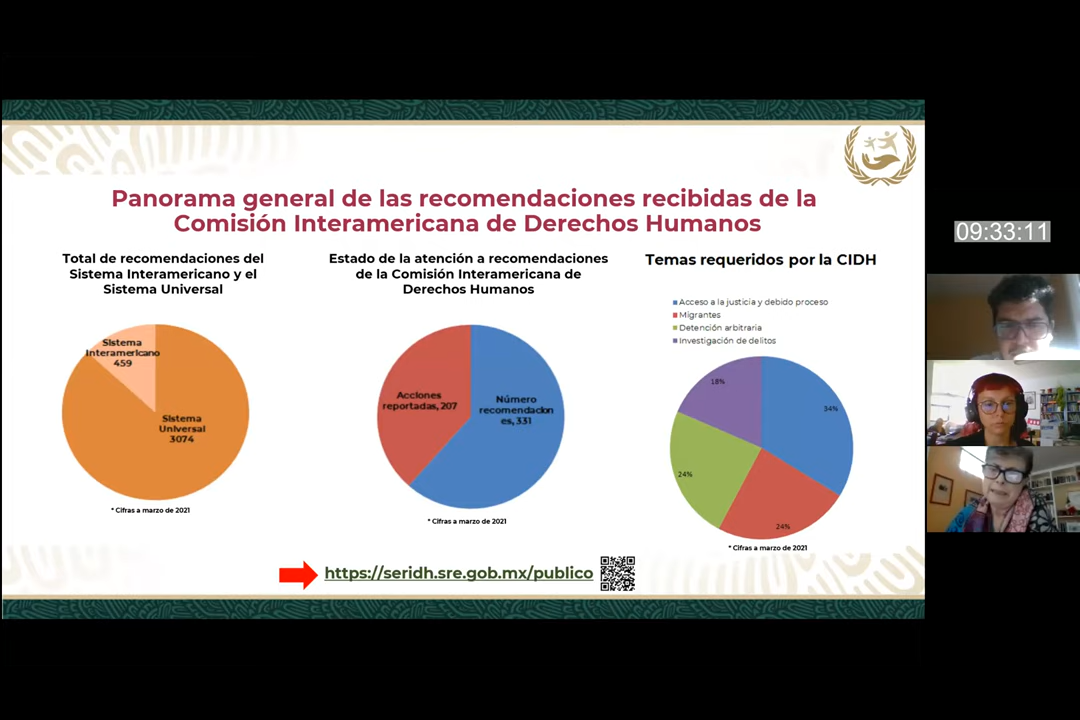 Panorama general de las recomendaciones recibidas de la
Comisión Interamericana de Derechos Humanos
Total de recomendaciones del
Sistema Interamericano y el
Sistema Universal
Sistema
Interamericano
459
Sistema
Universal
3074
* Cifras a marzo de 2021
Estado de la atención a recomendaciones
de la Comisión Interamericana de
Derechos Humanos
Acciones
reportadas, 207
Número
recomendacion
es, 331
* Cifras a marzo de 2021
Temas requeridos por la CIDH
Acceso a la justicia y debido proceso
Migrantes
Detención arbitraria
Investigación de delitos
18%
34%
24%
24%
* Cifras a marzo de 2021
https://seridh.sre.gob.mx/publico
09:33:11